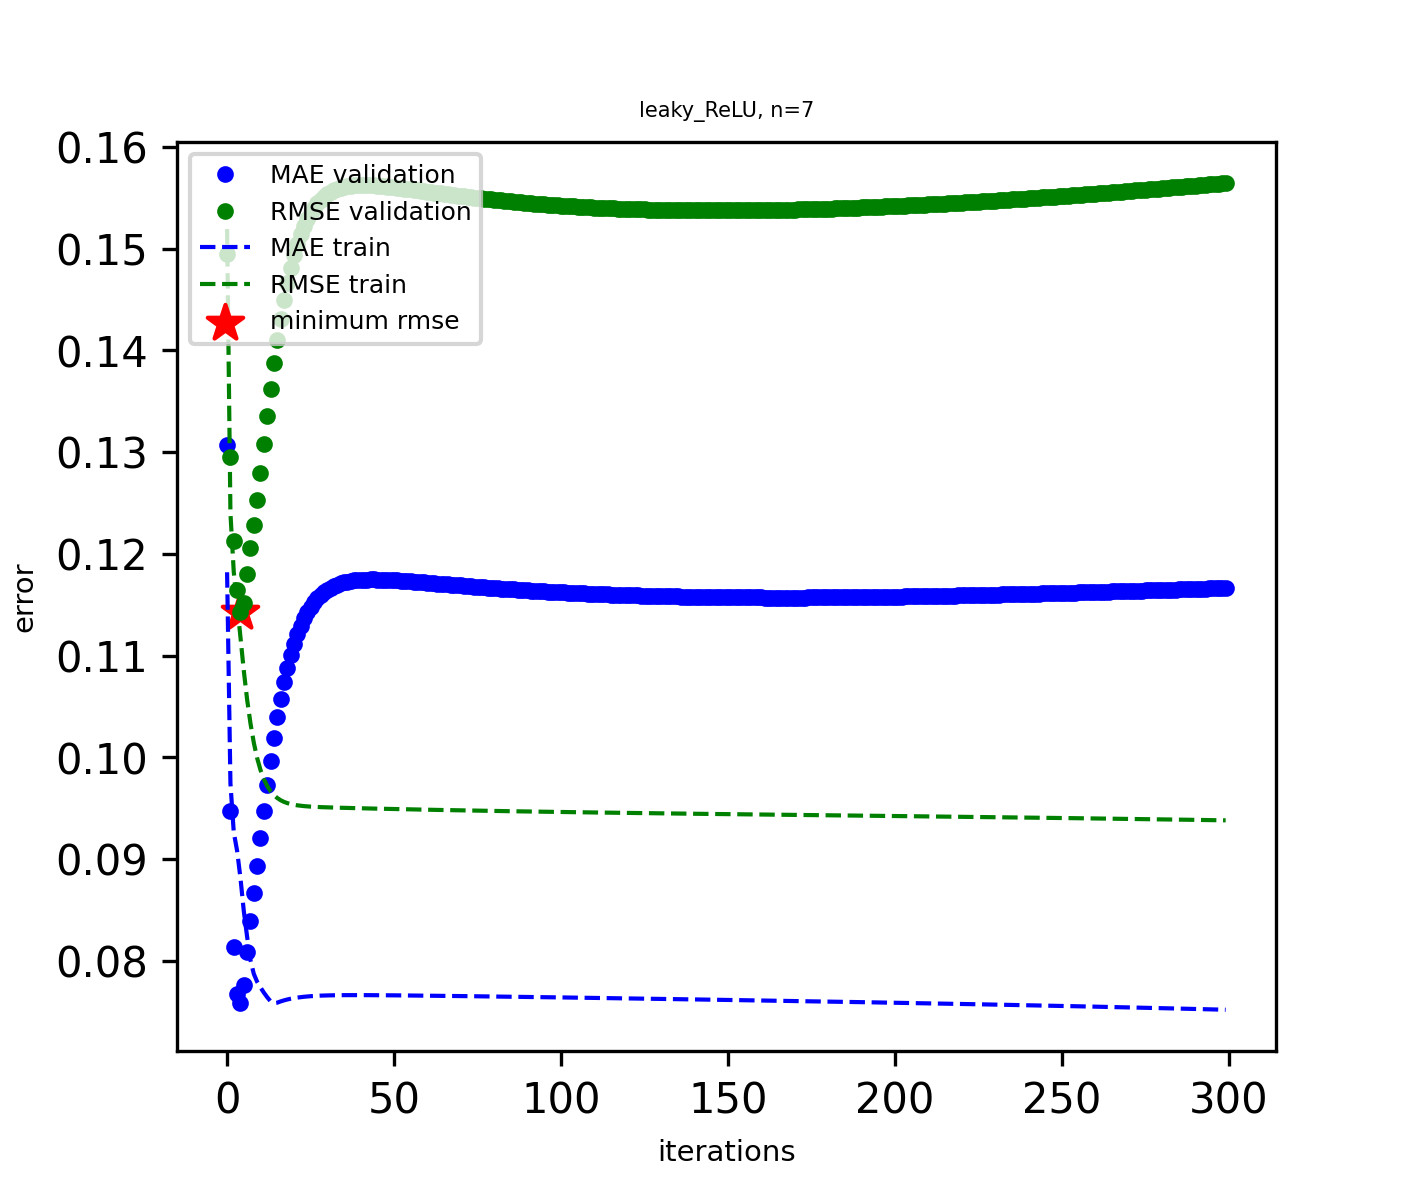 leaky_ReLU, n=7
0.16
0.15
0.14
0.13
0.12
0.11
0.10
0.09
0.08
error
MAE validation
RMSE validation
MAE train
RMSE train
minimum rmse
0 50 100 150 200 250 300
iterations